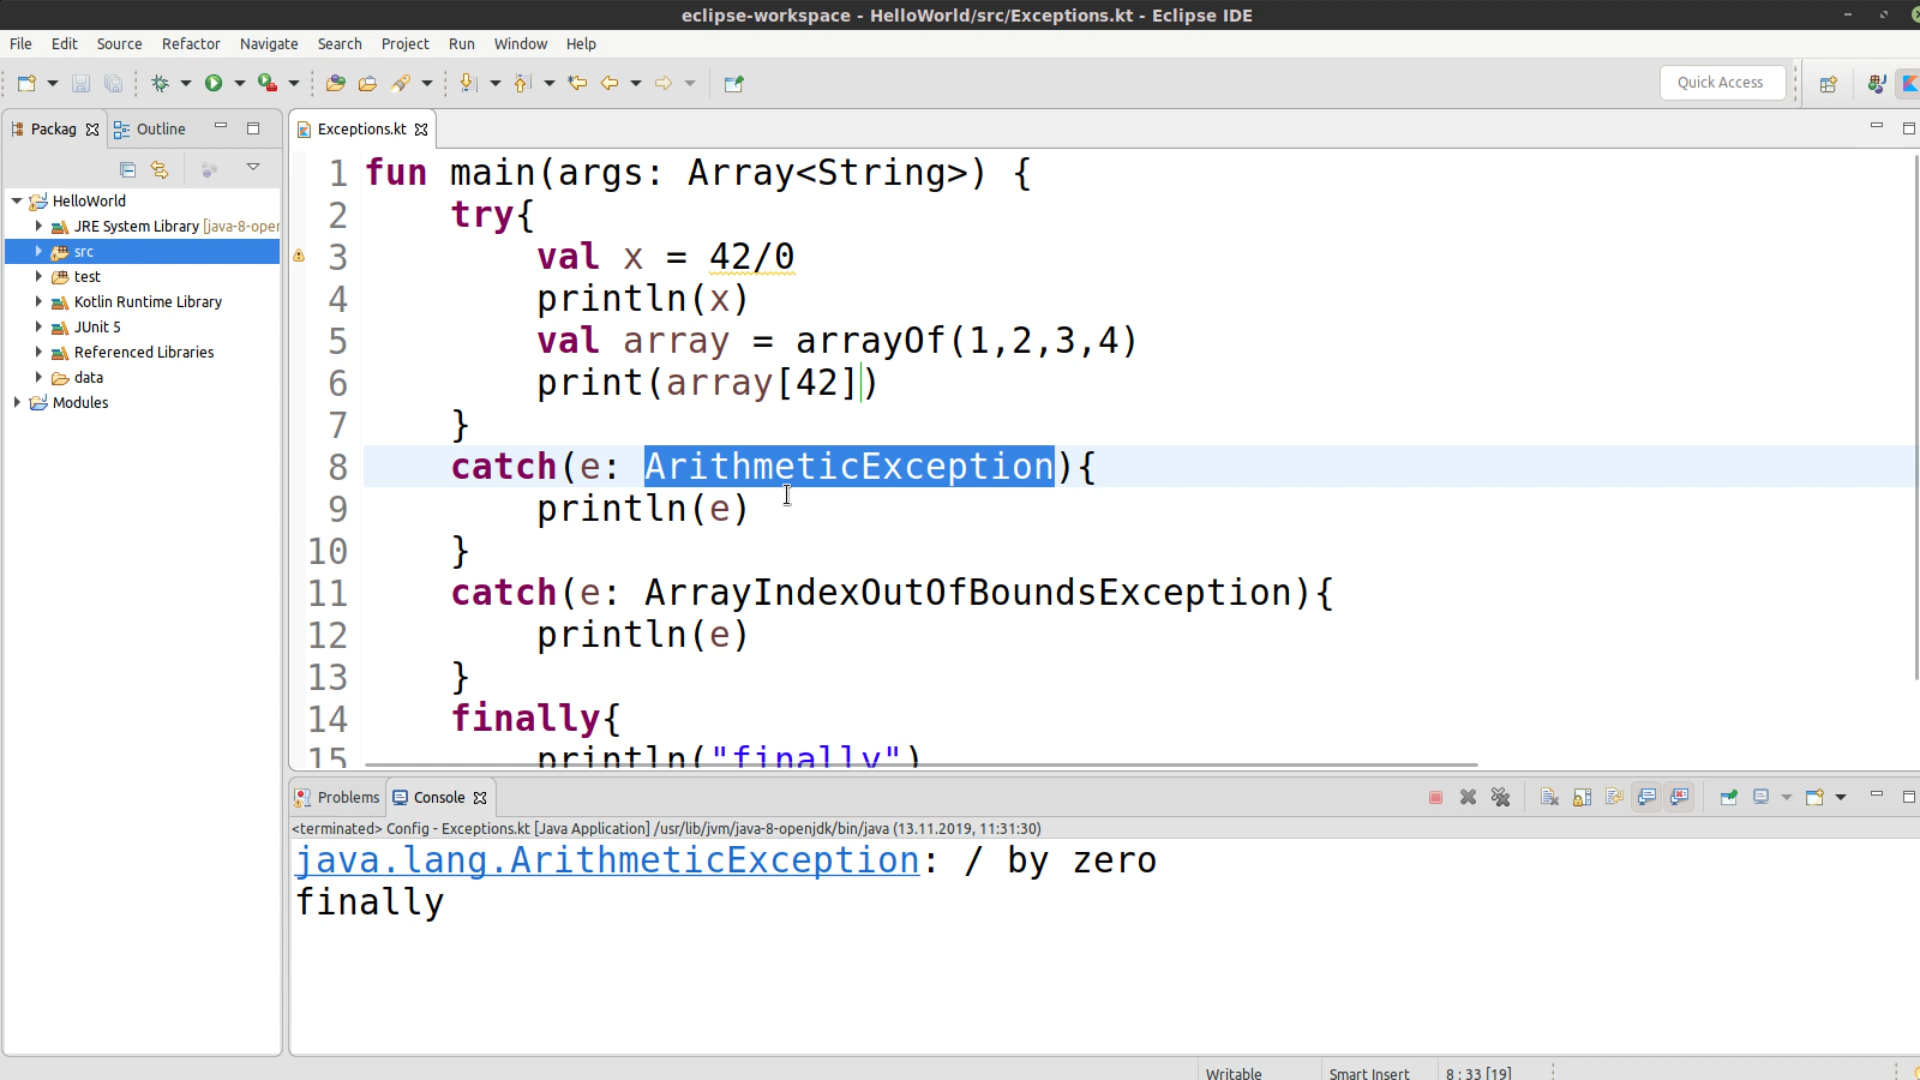 eclipse-workspace - HelloWorld/src/Exceptions.kt - Eclipse IDE
File Edit Source Refactor Navigate Search Project Run Window Help
Quick Access
Packag Outline
Exceptions.kt
HelloWorld
JRE System Library [java-8-oper
src
test
Kotlin Runtime Library
JUnit 5
Referenced Libraries
data
Modules
1 fun main(args: Array<String>) {
2 try{
3 val x = 42/0
4 println(x)
5 val array = arrayOf(1,2,3,4)
6 print(array[42])
7 }
8 catch(e: ArithmeticException){
9 println(e)
10 }
11 catch(e: ArrayIndexOutOfBoundsException){
12 println(e)
13 }
14 finally{
15 println("finally")
Problems Console
<terminated> Config - Exceptions.kt [Java Application] /usr/lib/jvm/java-8-openjdk/bin/java (13.11.2019, 11:31:30)
java.lang.ArithmeticException: / by zero
finally
Writable Smart Insert 8 : 33 [19]